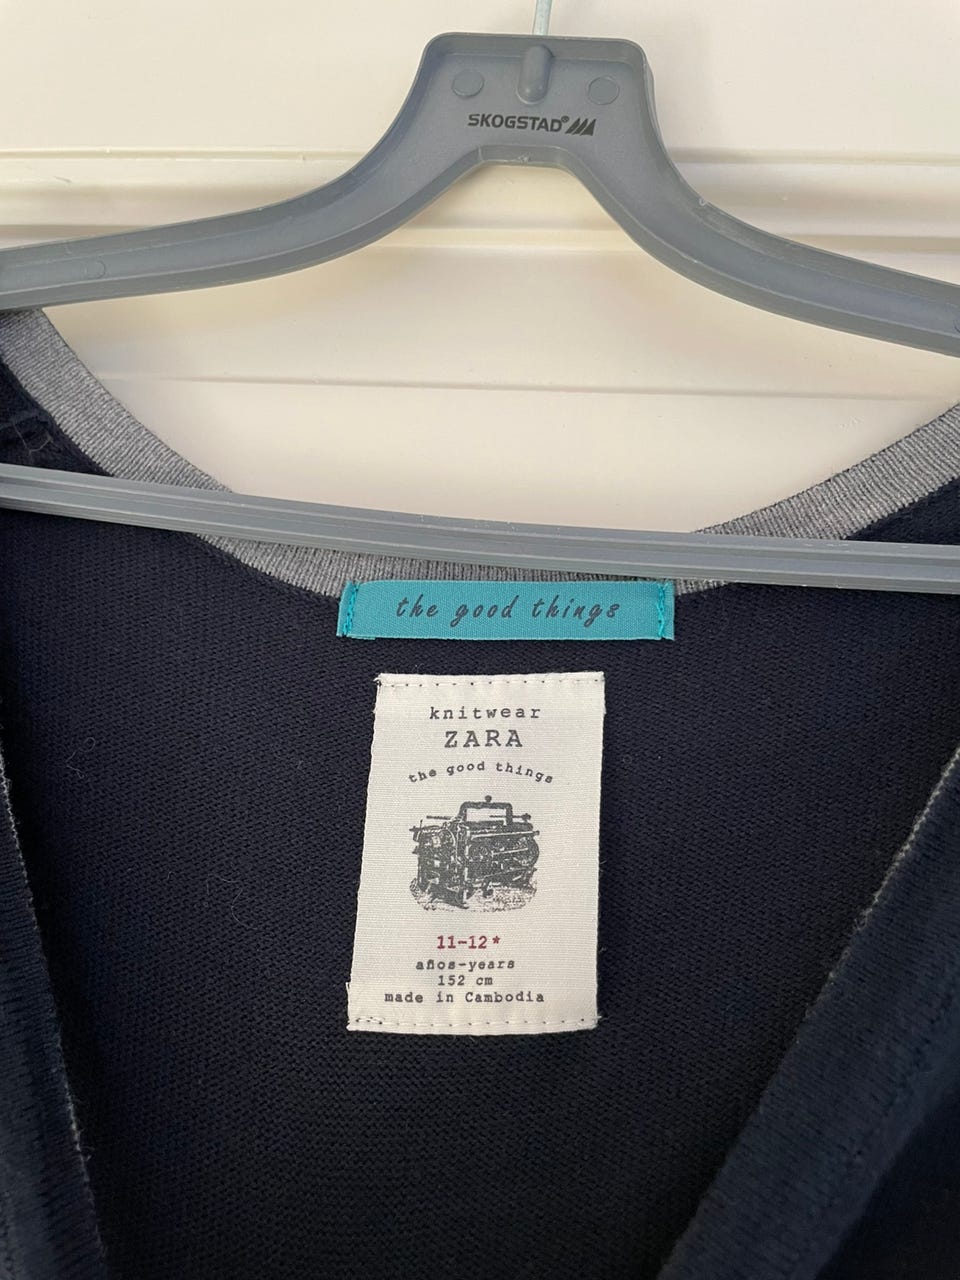 SKOGSTAD®
the good things
knitwear
ZARA
the good things
11-12*
años-years
152 cm
made in Cambodia